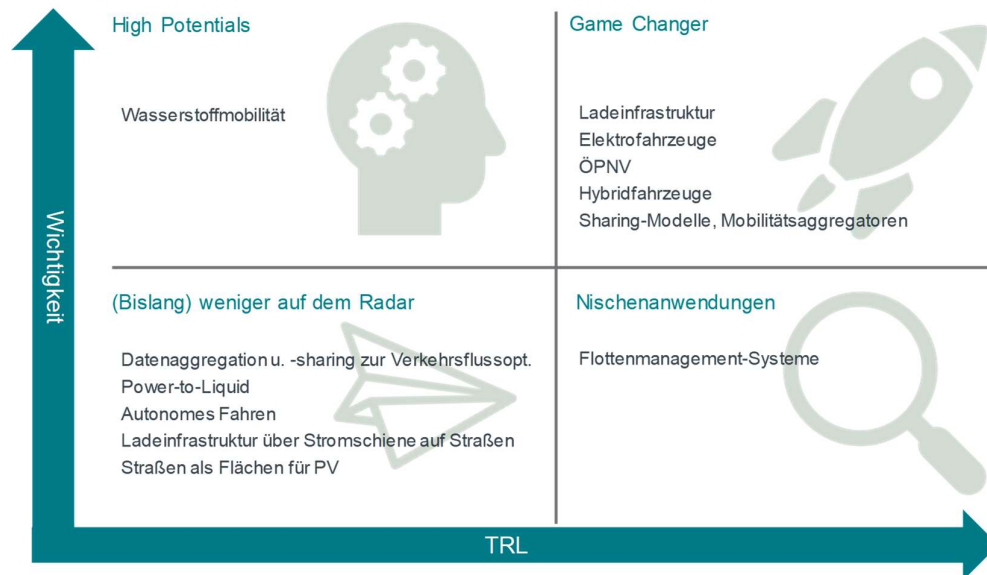 High Potentials
Wasserstoffmobilität
Game Changer
Ladeinfrastruktur
Elektrofahrzeuge
ÖPNV
Hybridfahrzeuge
Sharing-Modelle, Mobilitätsaggregatoren
Wichtigkeit
(Bislang) weniger auf dem Radar
Datenaggregation u. -sharing zur Verkehrsflussopt.
Power-to-Liquid
Autonomes Fahren
Ladeinfrastruktur über Stromschiene auf Straßen
Straßen als Flächen für PV
Nischenanwendungen
Flottenmanagement-Systeme
TRL